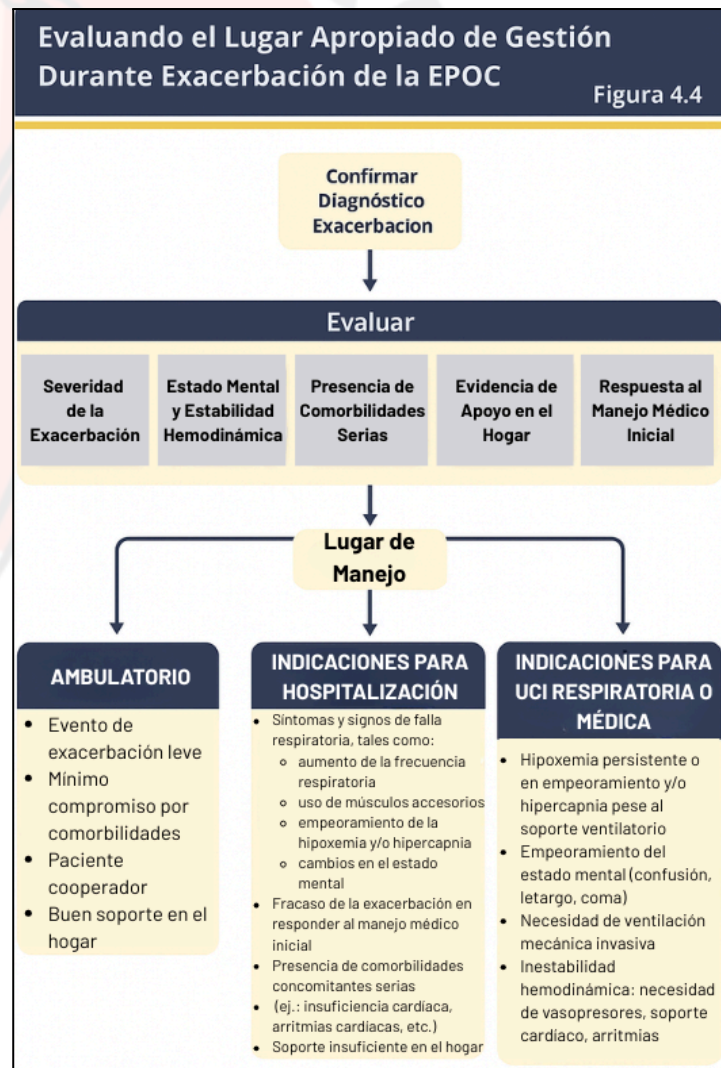 Evaluando el Lugar Apropiado de Gestión
Durante Exacerbación de la EPOC
Figura 4.4
Confirmar
Diagnóstico
Exacerbacion
Evaluar
Severidad
de la
Exacerbación
Estado Mental
y Estabilidad
Hemodinámica
Presencia de
Comorbilidades
Serias
Evidencia de
Apoyo en el
Hogar
Respuesta al
Manejo Médico
Inicial
Lugar de
Manejo
AMBULATORIO
• Evento de
exacerbación leve
• Mínimo
compromiso por
comorbilidades
• Paciente
cooperador
• Buen soporte en el
hogar
INDICACIONES PARA
HOSPITALIZACIÓN
• Síntomas y signos de falla
respiratoria, tales como:
○ aumento de la frecuencia
respiratoria
○ uso de músculos accesorios
○ empeoramiento de la
hipoxemia y/o hipercapnia
○ cambios en el estado
mental
• Fracaso de la exacerbación en
responder al manejo médico
inicial
• Presencia de comorbilidades
concomitantes serias
• (ej.: insuficiencia cardíaca,
arritmias cardíacas, etc.)
• Soporte insuficiente en el hogar
INDICACIONES PARA
UCI RESPIRATORIA O
MÉDICA
• Hipoxemia persistente o
en empeoramiento y/o
hipercapnia pese al
soporte ventilatorio
• Empeoramiento del
estado mental (confusión,
letargo, coma)
• Necesidad de ventilación
mecánica invasiva
• Inestabilidad
hemodinámica: necesidad
de vasopresores, soporte
cardíaco, arritmias